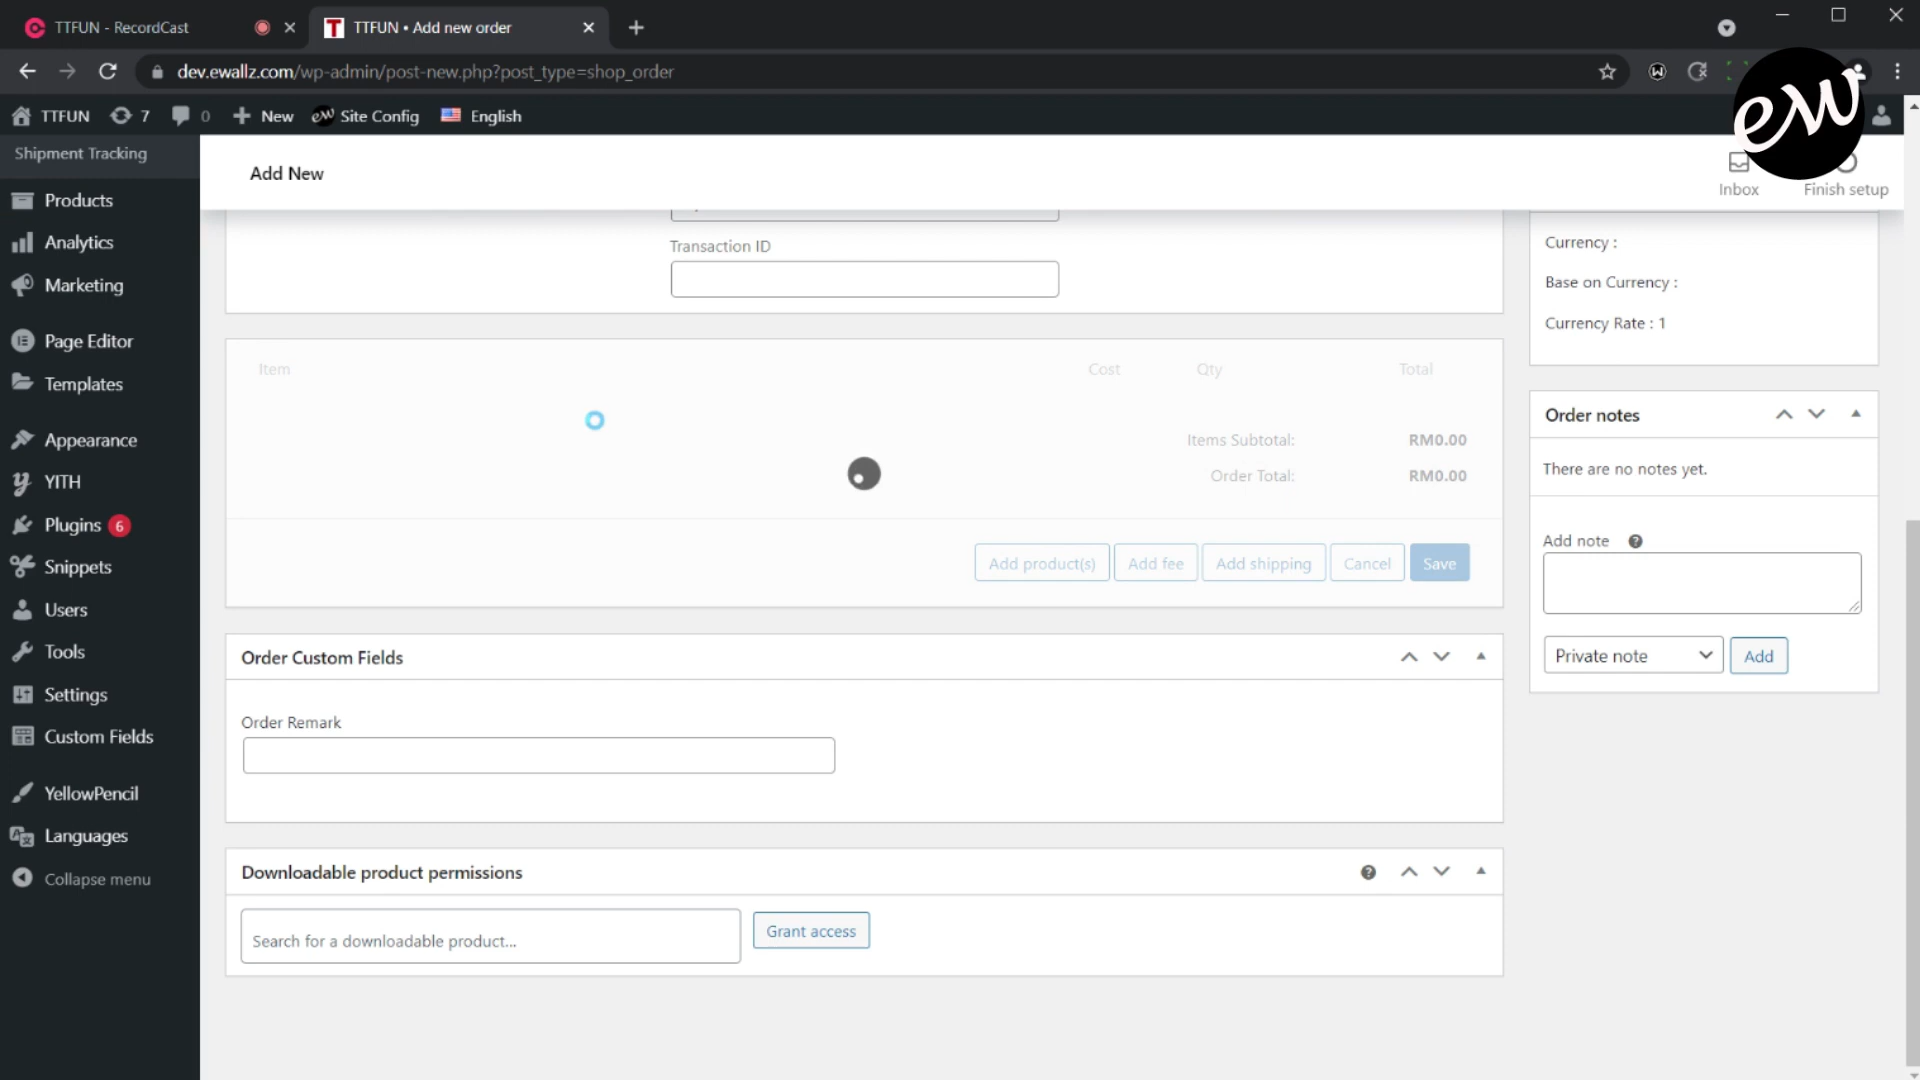 TTFUN - RecordCast
TTFUN • Add new order
dev.ewallz.com/wp-admin/post-new.php?post_type=shop_order
TTFUN
7
0
New
ew Site Config
English
ew
Shipment Tracking
Products
Analytics
Marketing
Page Editor
Templates
Appearance
YITH
Plugins 6
Snippets
Users
Tools
Settings
Custom Fields
YellowPencil
Languages
Collapse menu
Add New
Inbox
Finish setup
Transaction ID
Item
Cost
Qty
Total
Items Subtotal:
RM0.00
Order Total:
RM0.00
Add product(s)
Add fee
Add shipping
Cancel
Save
Order Custom Fields
Order Remark
Downloadable product permissions
Search for a downloadable product...
Grant access
Currency :
Base on Currency :
Currency Rate : 1
Order notes
There are no notes yet.
Add note
Private note
Add